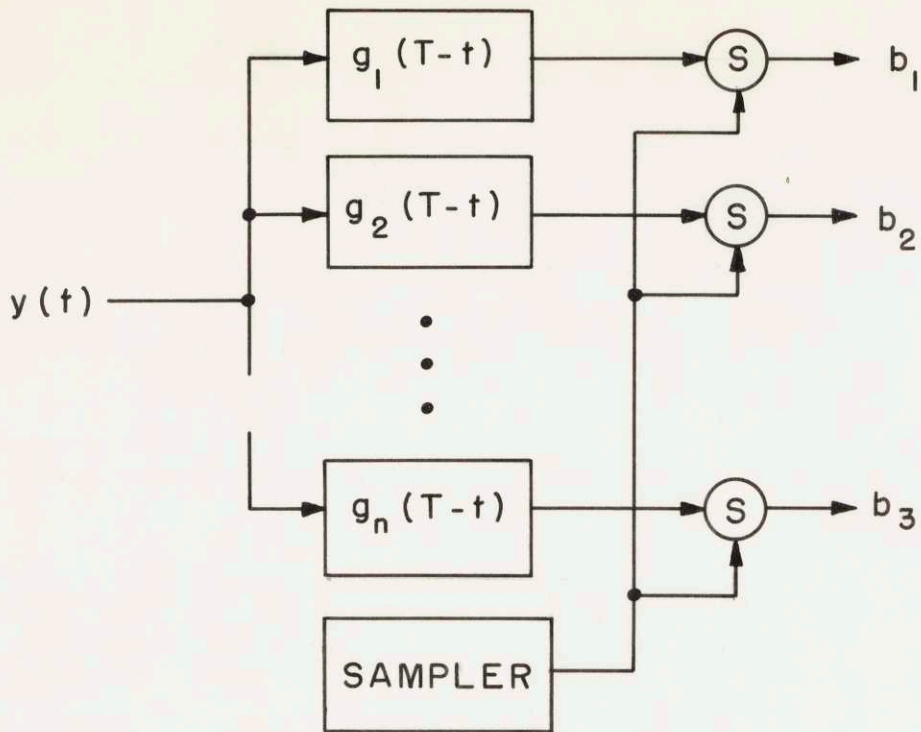 g₁(T-t)
S
b₁
g₂(T-t)
S
b₂
y(t)
gₙ(T-t)
S
b₃
SAMPLER